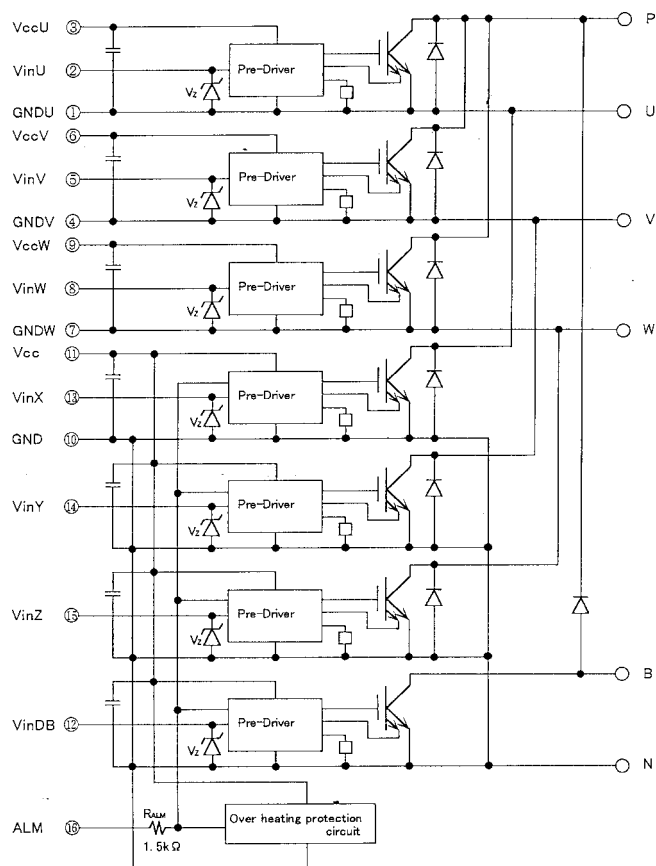 VccU ③ P
VinU ② Pre-Driver
Vz
GNDU ① U
VccV ⑥
VinV ⑤ Pre-Driver
Vz
GNDV ④ V
VccW ⑨
VinW ⑧ Pre-Driver
Vz
GNDW ⑦ W
Vcc ⑪
VinX ⑬ Pre-Driver
Vz
GND ⑩
VinY ⑭ Pre-Driver
Vz
VinZ ⑮ Pre-Driver
Vz
B
VinDB ⑫ Pre-Driver
Vz
N
RALM
ALM ⑯ Over heating protection
circuit
1.5kΩ